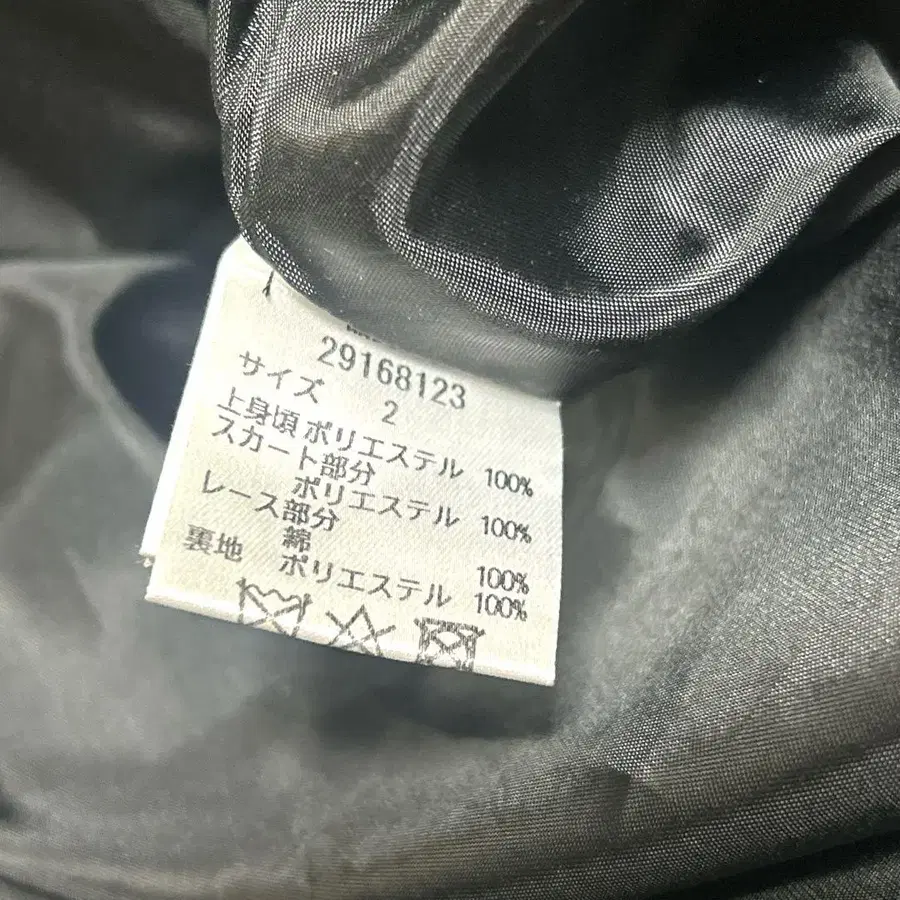 29168123
サイズ 2
上身頃 ポリエステル 100%
スカート部分
ポリエステル 100%
レース部分
綿 100%
裏地 ポリエステル 100%